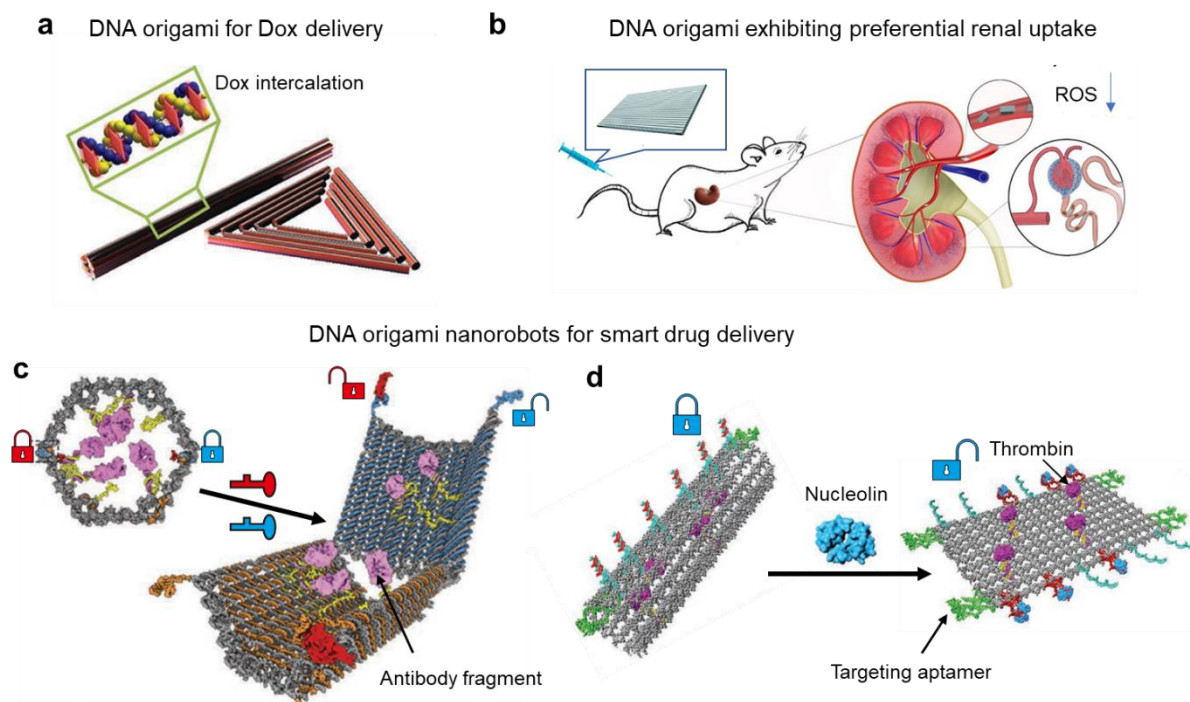 a
DNA origami for Dox delivery
Dox intercalation
b
DNA origami exhibiting preferential renal uptake
ROS
DNA origami nanorobots for smart drug delivery
c
Antibody fragment
d
Nucleolin
Thrombin
Targeting aptamer